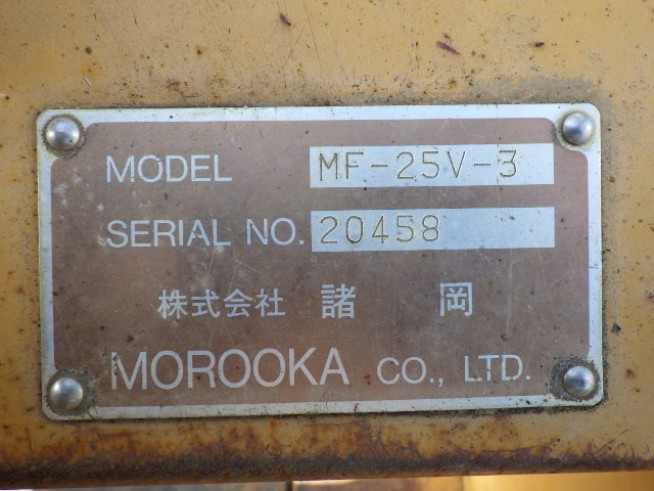 MODEL MF-25V-3
SERIAL NO. 20458
株式会社 諸 岡
MOROOKA CO., LTD.